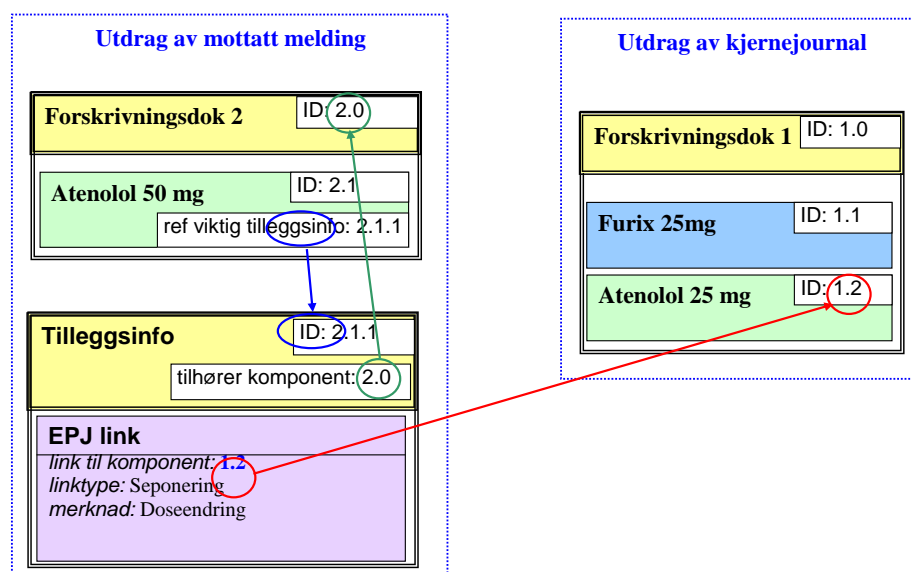 Utdrag av mottatt melding
Forskrivningsdok 2
ID: 2.0
Atenolol 50 mg
ID: 2.1
ref viktig tilleggsinfo: 2.1.1
Tilleggsinfo
ID: 2.1.1
tilhører komponent: 2.0
EPJ link
link til komponent: 1.2
linktype: Seponering
merknad: Doseendring
Utdrag av kjernejournal
Forskrivningsdok 1
ID: 1.0
Furix 25mg
ID: 1.1
Atenolol 25 mg
ID: 1.2